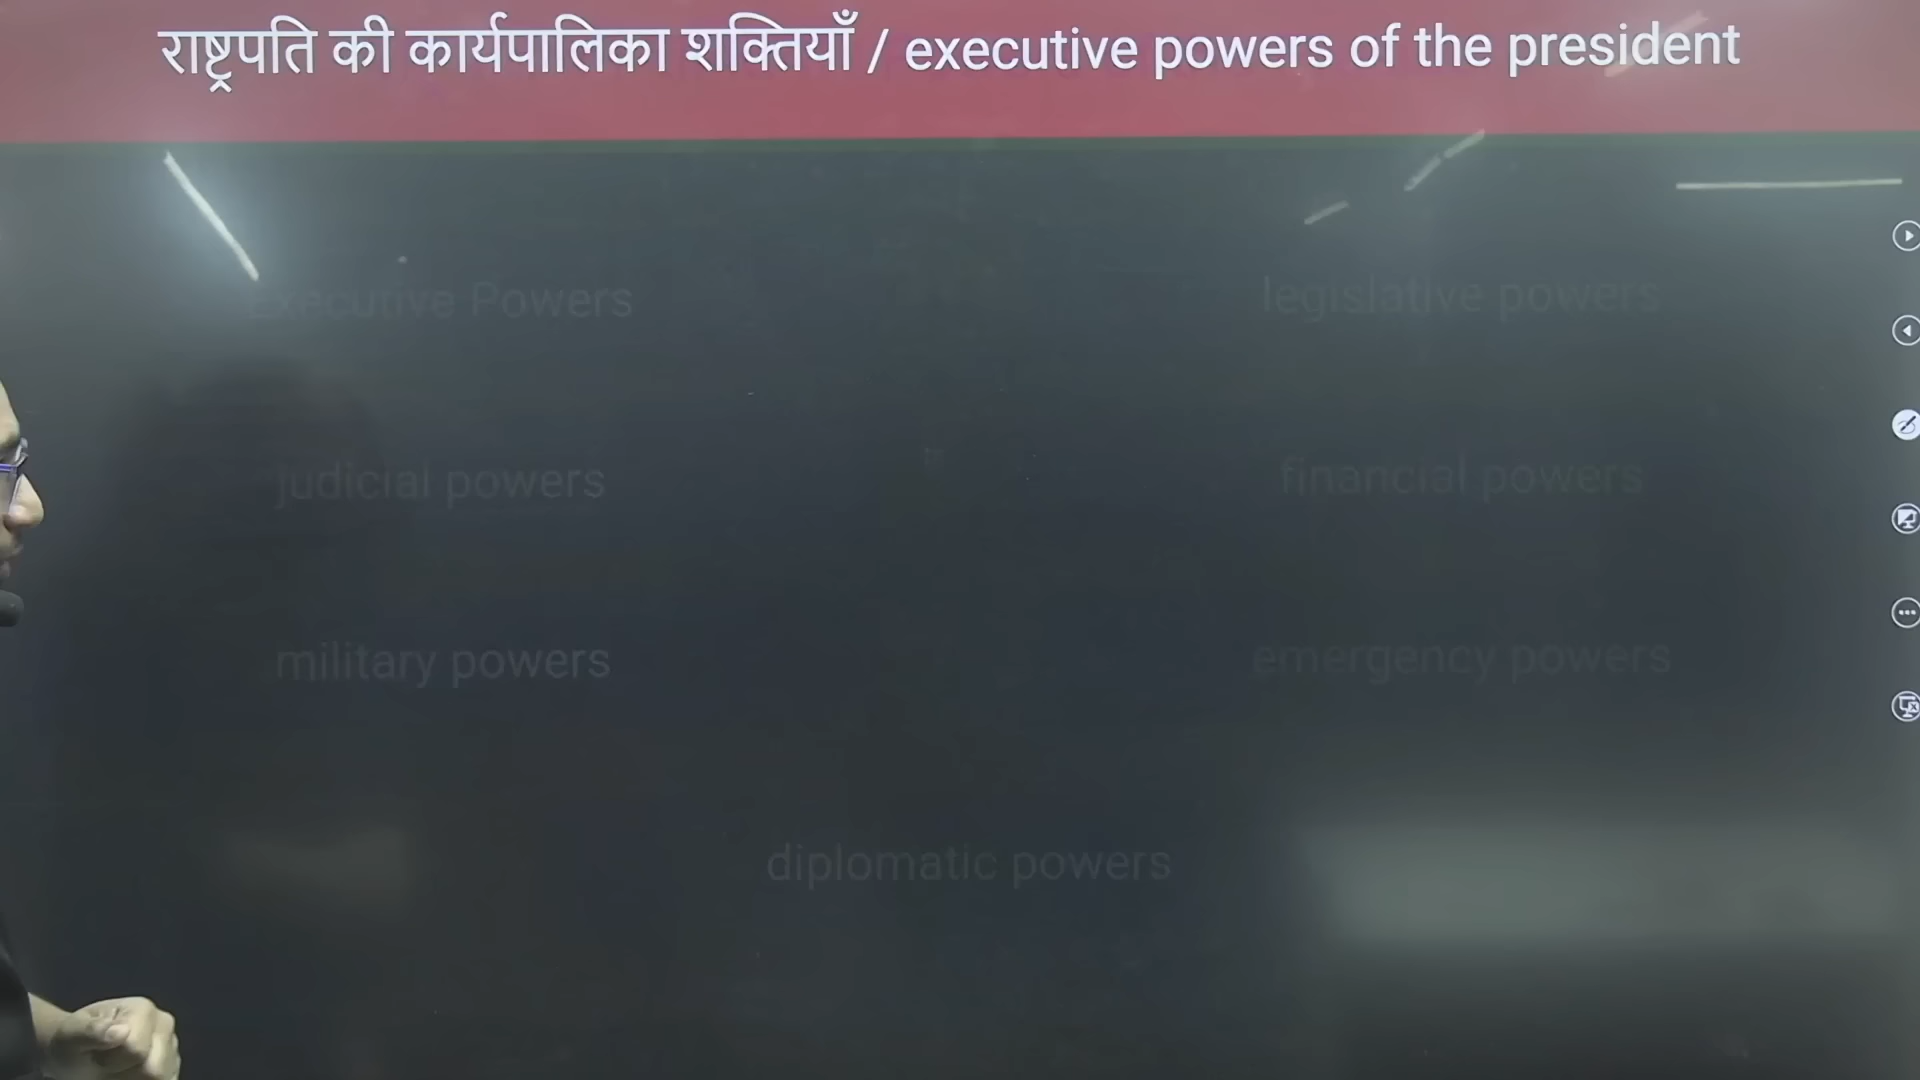 राष्ट्रपति की कार्यपालिका शक्तियाँ / executive powers of the president
Executive Powers
legislative powers
judicial powers
financial powers
military powers
emergency powers
diplomatic powers